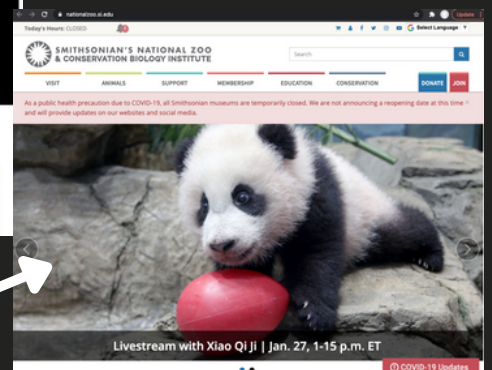 nationalzoo.si.edu
Update
Today's Hours: CLOSED
Select Language
SMITHSONIAN'S NATIONAL ZOO
& CONSERVATION BIOLOGY INSTITUTE
Search
VISIT ANIMALS SUPPORT MEMBERSHIP EDUCATION CONSERVATION DONATE JOIN
As a public health precaution due to COVID-19, all Smithsonian museums are temporarily closed. We are not announcing a reopening date at this time
and will provide updates on our websites and social media.
Livestream with Xiao Qi Ji | Jan. 27, 1-15 p.m. ET
COVID-19 Updates